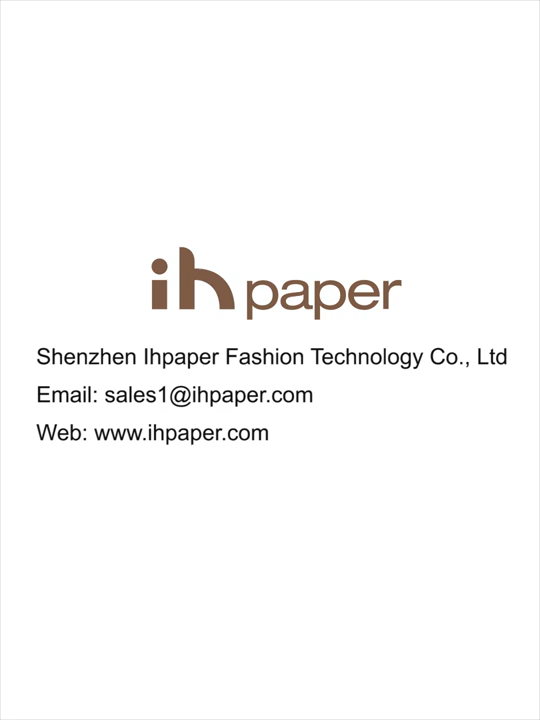 ihpaper
Shenzhen Ihpaper Fashion Technology Co., Ltd
Email: sales1@ihpaper.com
Web: www.ihpaper.com